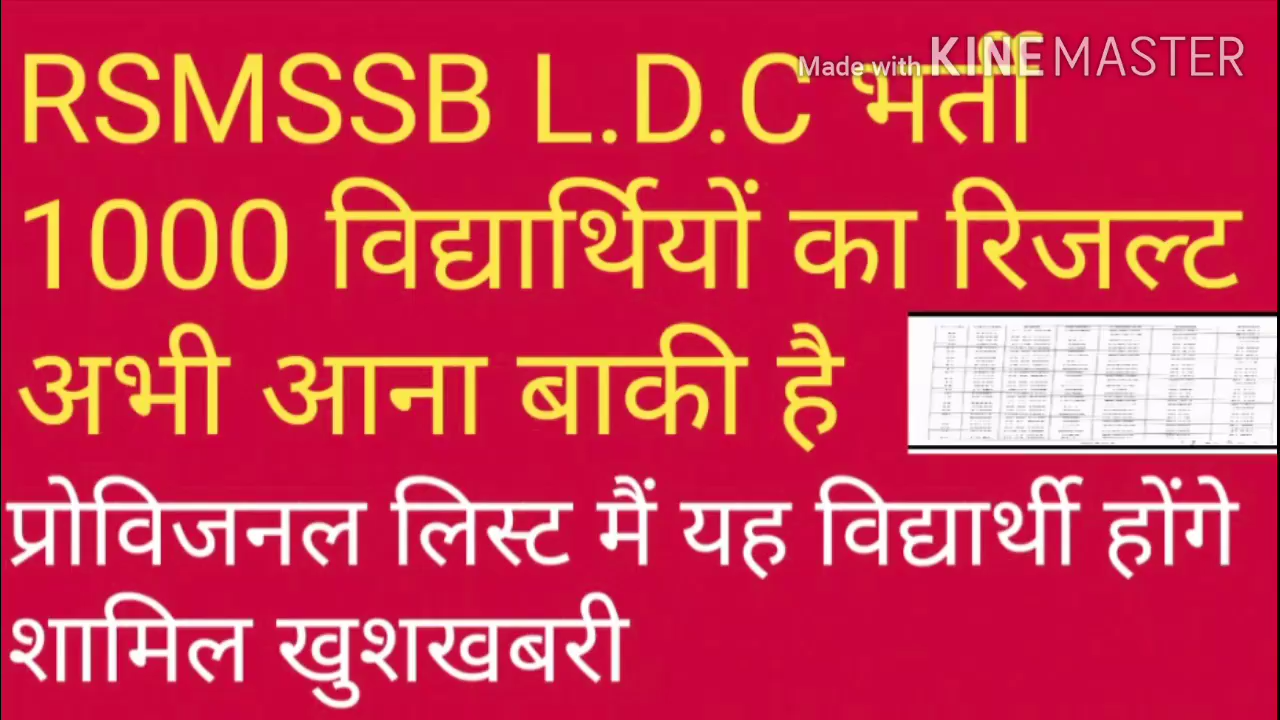 Made with KINEMASTER
RSMSSB L.D.C भर्ती
1000 विद्यार्थियों का रिजल्ट
अभी आना बाकी है
प्रोविजनल लिस्ट मैं यह विद्यार्थी होंगे
शामिल खुशखबरी